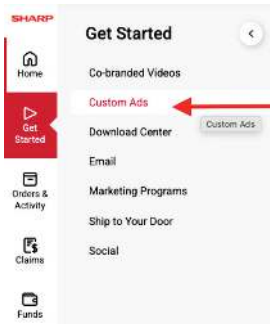 SHARP
Home
Get
Started
Orders &
Activity
Claims
Funds
Get Started
Co-branded Videos
Custom Ads
Custom Ads
Download Center
Email
Marketing Programs
Ship to Your Door
Social